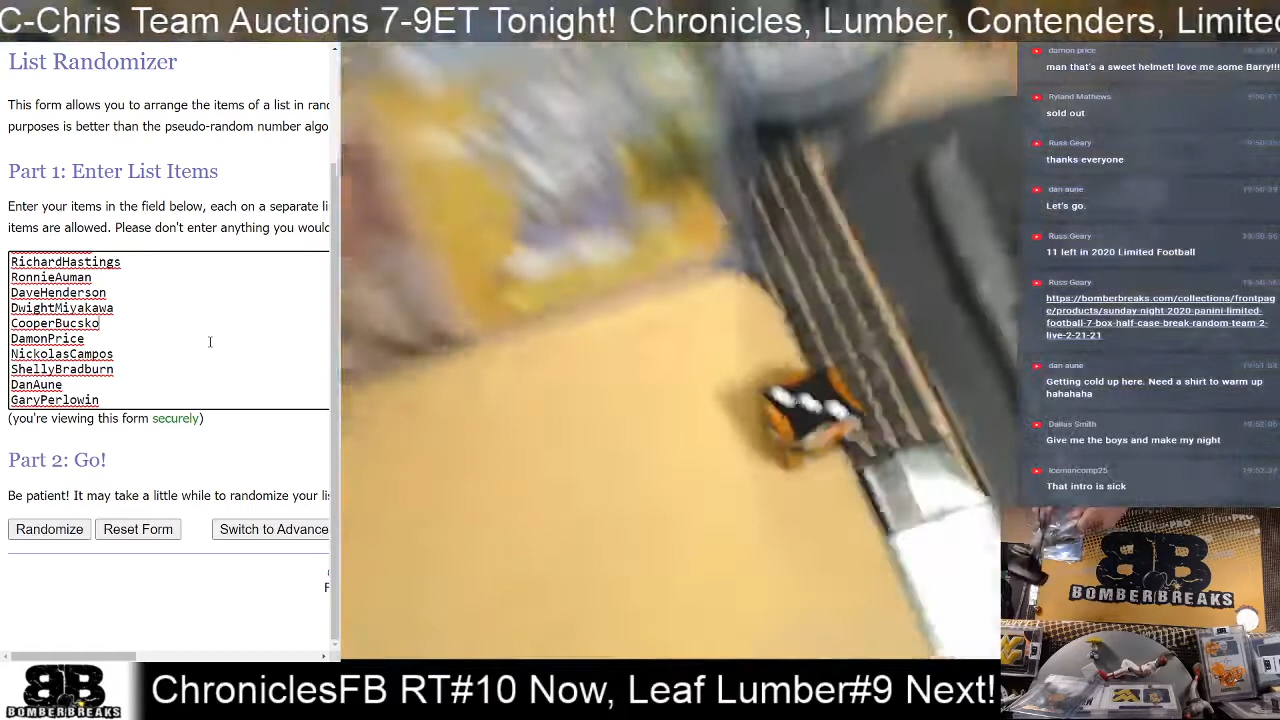 C-Chris Team Auctions 7-9ET Tonight! Chronicles, Lumber, Contenders, Limited
List Randomizer
This form allows you to arrange the items of a list in ran
purposes is better than the pseudo-random number algo
Part 1: Enter List Items
Enter your items in the field below, each on a separate li
items are allowed. Please don't enter anything you woul
RichardHastings
RonnieAuman
DaveHenderson
DwightMiyakawa
CooperBucsko
DamonPrice
NickolasCampos
ShellyBradburn
DanAune
GaryPerlowin
(you're viewing this form securely)
Part 2: Go!
Be patient! It may take a little while to randomize your li
Randomize Reset Form Switch to Advance
F
damon price
man that's a sweet helmet! love me some Barry!!!
Ryland Mathews
sold out
Russ Geary
thanks everyone
dan aune
Let's go.
Russ Geary
11 left in 2020 Limited Football
Russ Geary
https://bomberbreaks.com/collections/frontpag
e/products/sunday-night-2020-panini-limited-
football-7-box-half-case-break-random-team-2-
live-2-21-21
dan aune
Getting cold up here. Need a shirt to warm up
hahahaha
Dallas Smith
Give me the boys and make my night
Icemancomp25
That intro is sick
BB
BOMBERBREAKS
BB
BOMBERBREAKS
ChroniclesFB RT#10 Now, Leaf Lumber#9 Next!